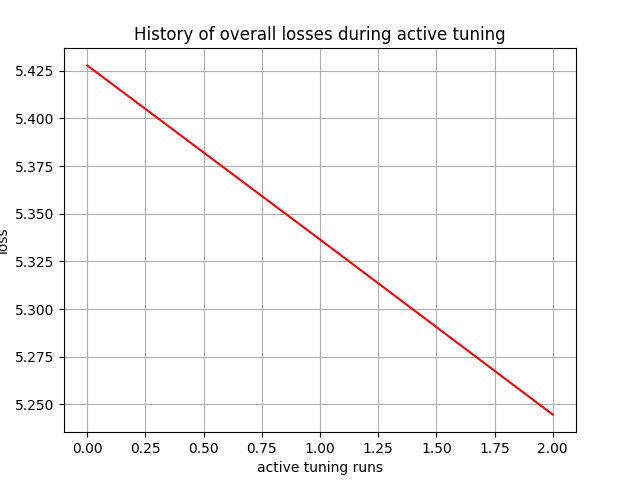 History of overall losses during active tuning
5.425
5.400
5.375
5.350
5.325
5.300
5.275
5.250
loss
0.00 0.25 0.50 0.75 1.00 1.25 1.50 1.75 2.00
active tuning runs